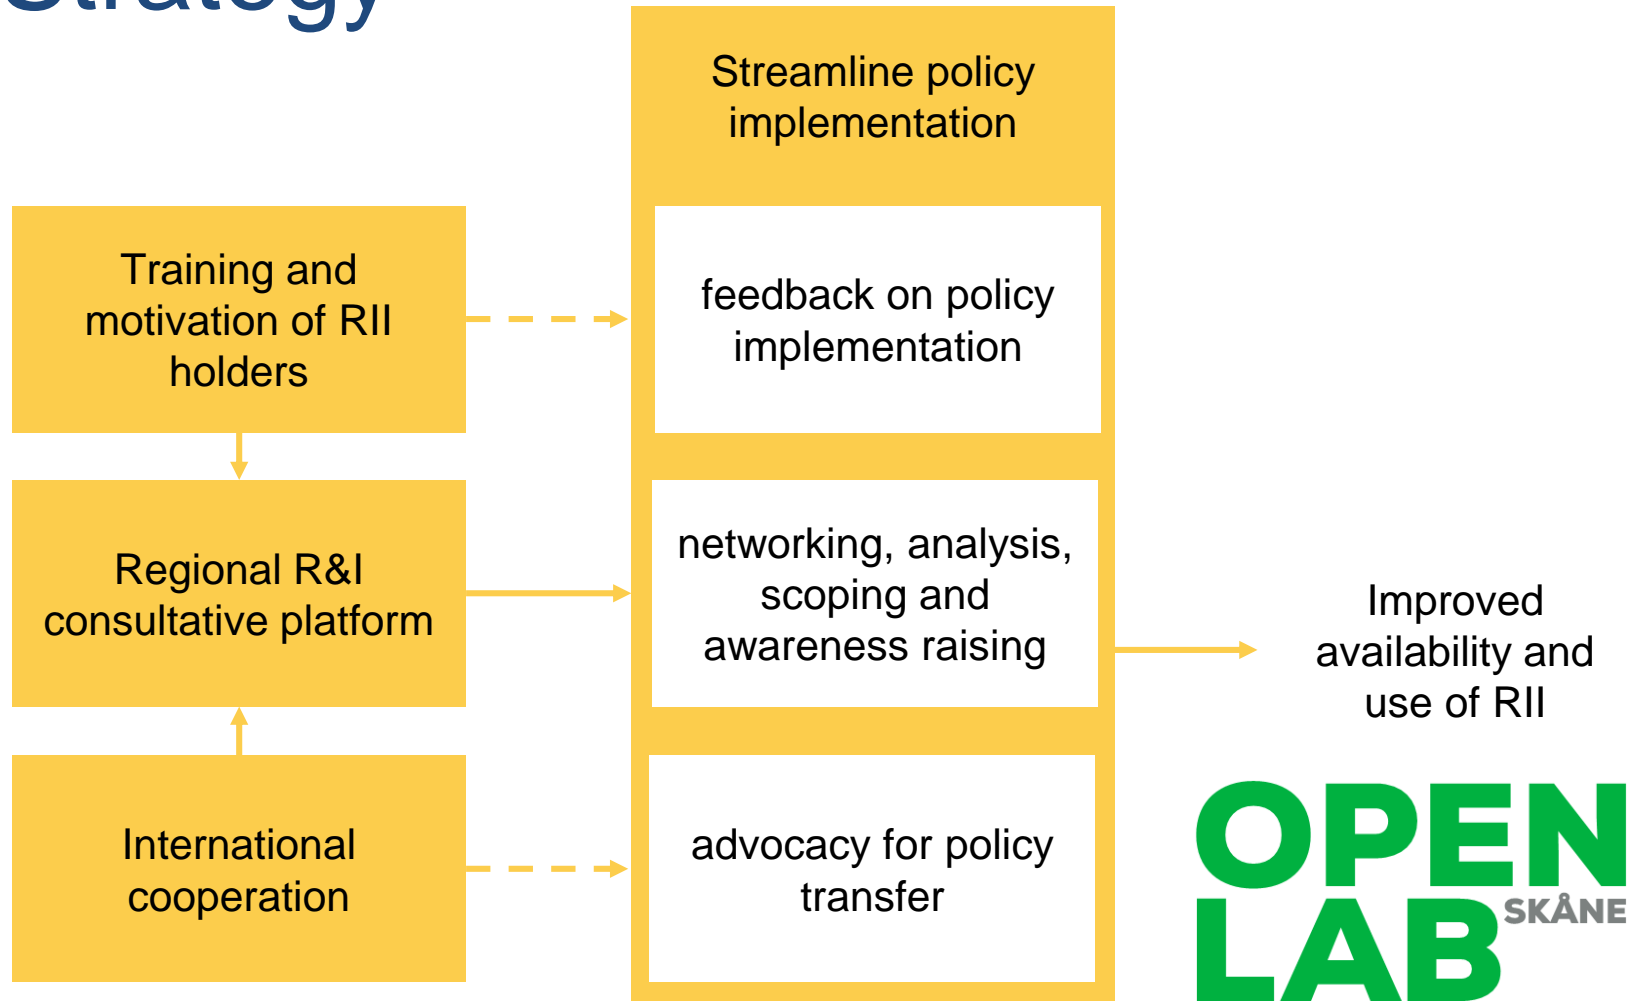 Strategy
Streamline policy
implementation
Training and
motivation of RII
holders
feedback on policy
implementation
Regional R&I
consultative platform
networking, analysis,
scoping and
awareness raising
Improved
availability and
use of RII
International
cooperation
advocacy for policy
transfer
OPEN
LAB SKÅNE